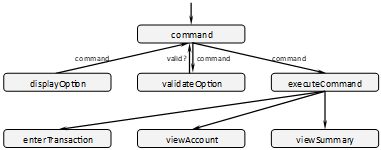 command
command
valid?
command
command
displayOption
validateOption
executeCommand
enterTransaction
viewAccount
viewSummary